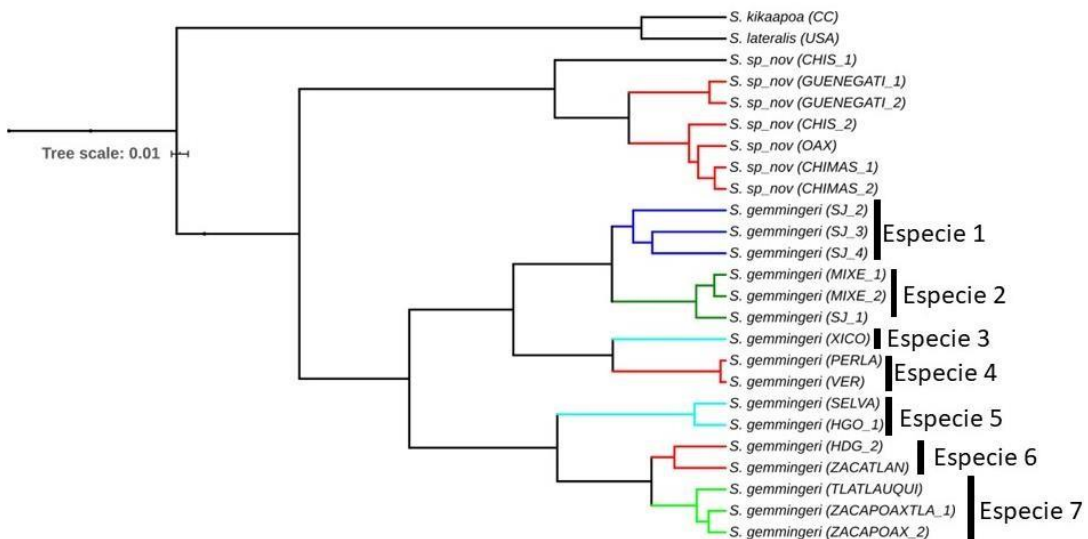 S. kikaapoa (CC)
S. lateralis (USA)
S. sp_nov (CHIS_1)
S. sp_nov (GUENEGATI_1)
S. sp_nov (GUENEGATI_2)
S. sp_nov (CHIS_2)
Tree scale: 0.01
S. sp_nov (OAX)
S. sp_nov (CHIMAS_1)
S. sp_nov (CHIMAS_2)
S. gemmingeri (SJ_2)
S. gemmingeri (SJ_3)
Especie 1
S. gemmingeri (SJ_4)
S. gemmingeri (MIXE_1)
S. gemmingeri (MIXE_2)
Especie 2
S. gemmingeri (SJ_1)
S. gemmingeri (XICO)
Especie 3
S. gemmingeri (PERLA)
Especie 4
S. gemmingeri (VER)
S. gemmingeri (SELVA)
Especie 5
S. gemmingeri (HGO_1)
S. gemmingeri (HDG_2)
Especie 6
S. gemmingeri (ZACATLAN)
S. gemmingeri (TLATLAUQUI)
S. gemmingeri (ZACAPOAXTLA_1)
Especie 7
S. gemmingeri (ZACAPOAX_2)